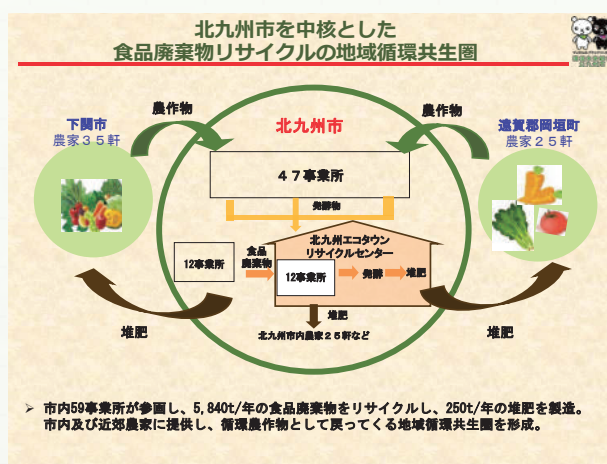 北九州市を中核とした
食品廃棄物リサイクルの地域循環共生圏
下関市
農家35軒
農作物
北九州市
農作物
遠賀郡岡垣町
農家25軒
47事業所
発酵物
北九州エコタウン
リサイクルセンター
12事業所
食品
廃棄物
12事業所
発酵
堆肥
堆肥
堆肥
堆肥
北九州市内農家25軒など
➢ 市内59事業所が参画し、5,840t/年の食品廃棄物をリサイクルし、250t/年の堆肥を製造。
市内及び近郊農家に提供し、循環農作物として戻ってくる地域循環共生圏を形成。